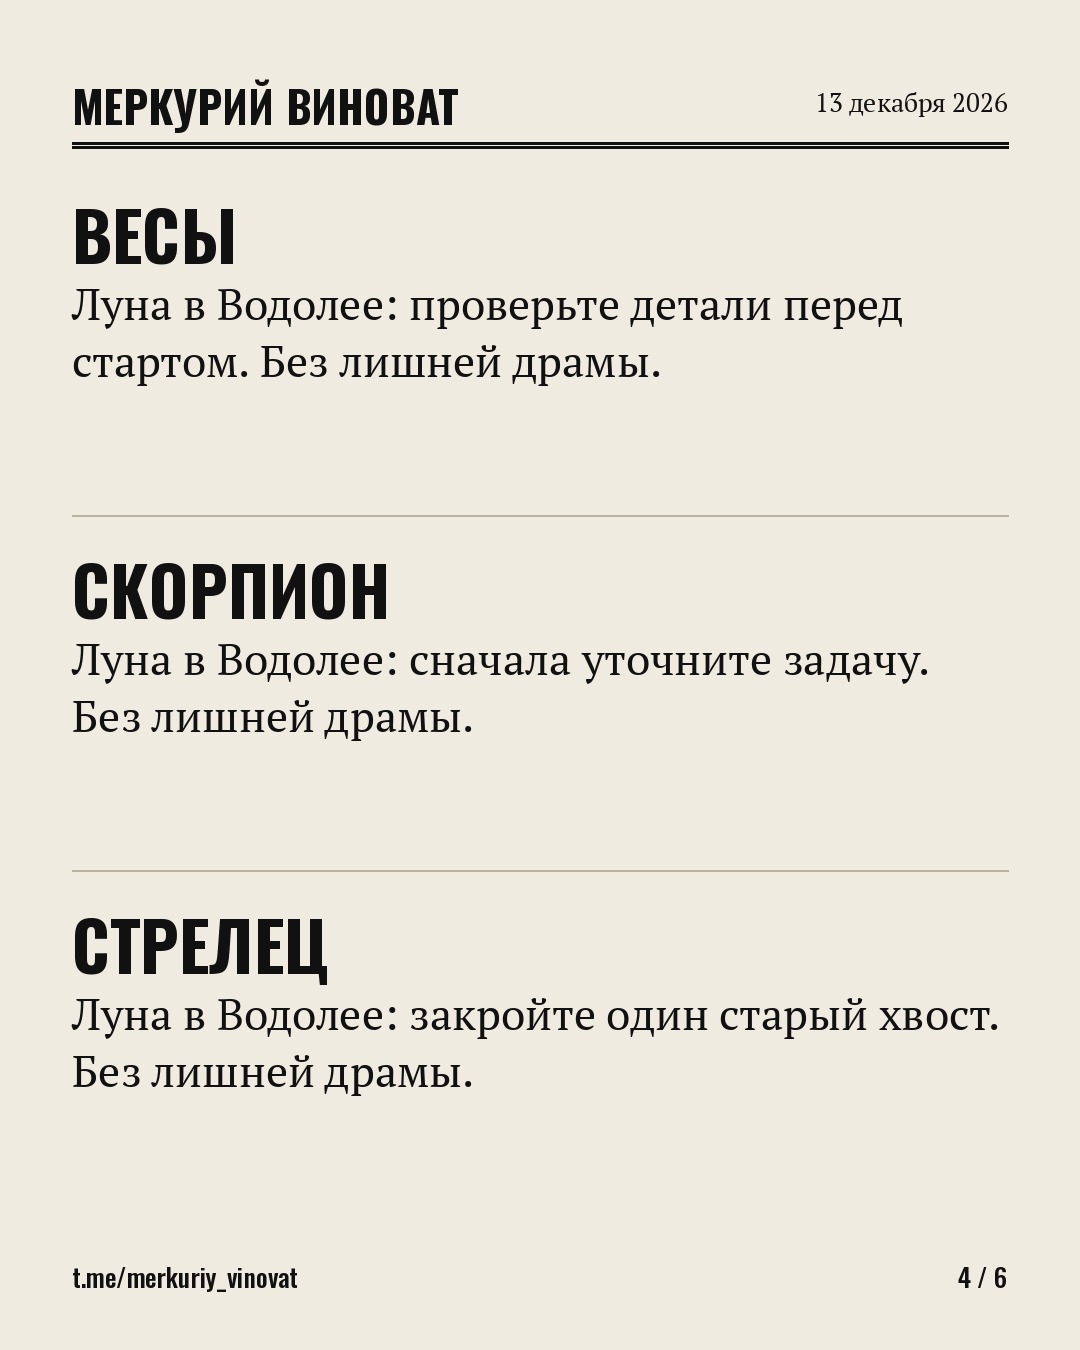 МЕРКУРИЙ ВИНОВАТ
13 декабря 2026
ВЕСЫ
Луна в Водолее: проверьте детали перед
стартом. Без лишней драмы.
СКОРПИОН
Луна в Водолее: сначала уточните задачу.
Без лишней драмы.
СТРЕЛЕЦ
Луна в Водолее: закройте один старый хвост.
Без лишней драмы.
t.me/merkuriy_vinovat
4 / 6